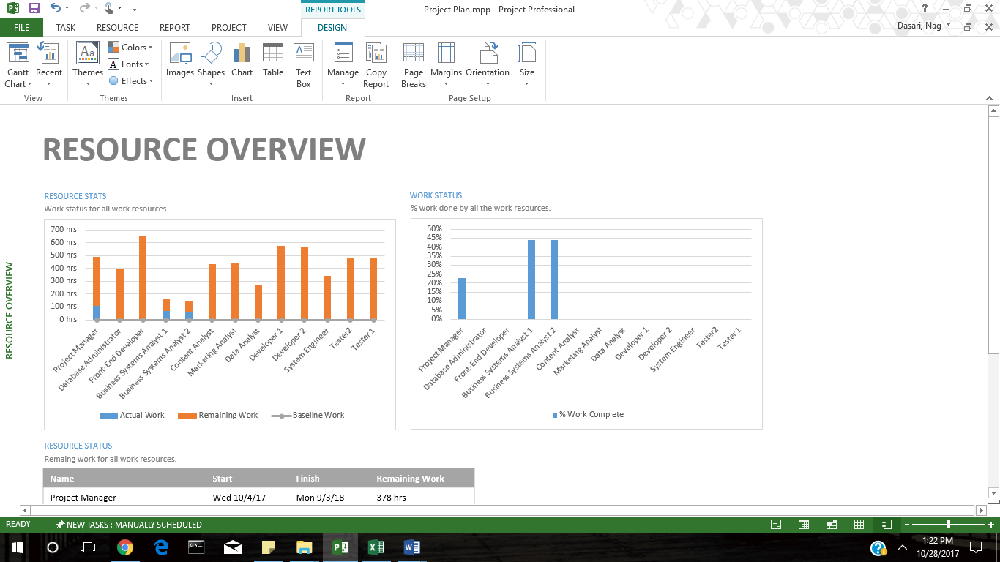 REPORT TOOLS
Project Plan.mpp - Project Professional
?
FILE TASK RESOURCE REPORT PROJECT VIEW DESIGN
Dasari, Nag
Gantt Chart
Recent
Themes
Colors
Aa
A Fonts
Effects
Images
Shapes
Chart
Table
A
Text Box
Manage
Copy Report
Page Breaks
Margins
Orientation
Size
View Themes Insert Report Page Setup
RESOURCE OVERVIEW
RESOURCE OVERVIEW
RESOURCE STATS
Work status for all work resources.
700 hrs
600 hrs
500 hrs
400 hrs
300 hrs
200 hrs
100 hrs
0 hrs
Project Manager
Database Administrator
Front-End Developer
Business Systems Analyst 1
Business Systems Analyst 2
Content Analyst
Marketing Analyst
Data Analyst
Developer 1
Developer 2
System Engineer
Tester2
Tester 1
Actual Work Remaining Work Baseline Work
WORK STATUS
% work done by all the work resources.
50%
45%
40%
35%
30%
25%
20%
15%
10%
5%
0%
Project Manager
Database Administrator
Front-End Developer
Business Systems Analyst 1
Business Systems Analyst 2
Content Analyst
Marketing Analyst
Data Analyst
Developer 1
Developer 2
System Engineer
Tester2
Tester 1
% Work Complete
RESOURCE STATUS
Remaing work for all work resources.
Name Start Finish Remaining Work
Project Manager Wed 10/4/17 Mon 9/3/18 378 hrs
READY NEW TASKS : MANUALLY SCHEDULED
1:22 PM
10/28/2017